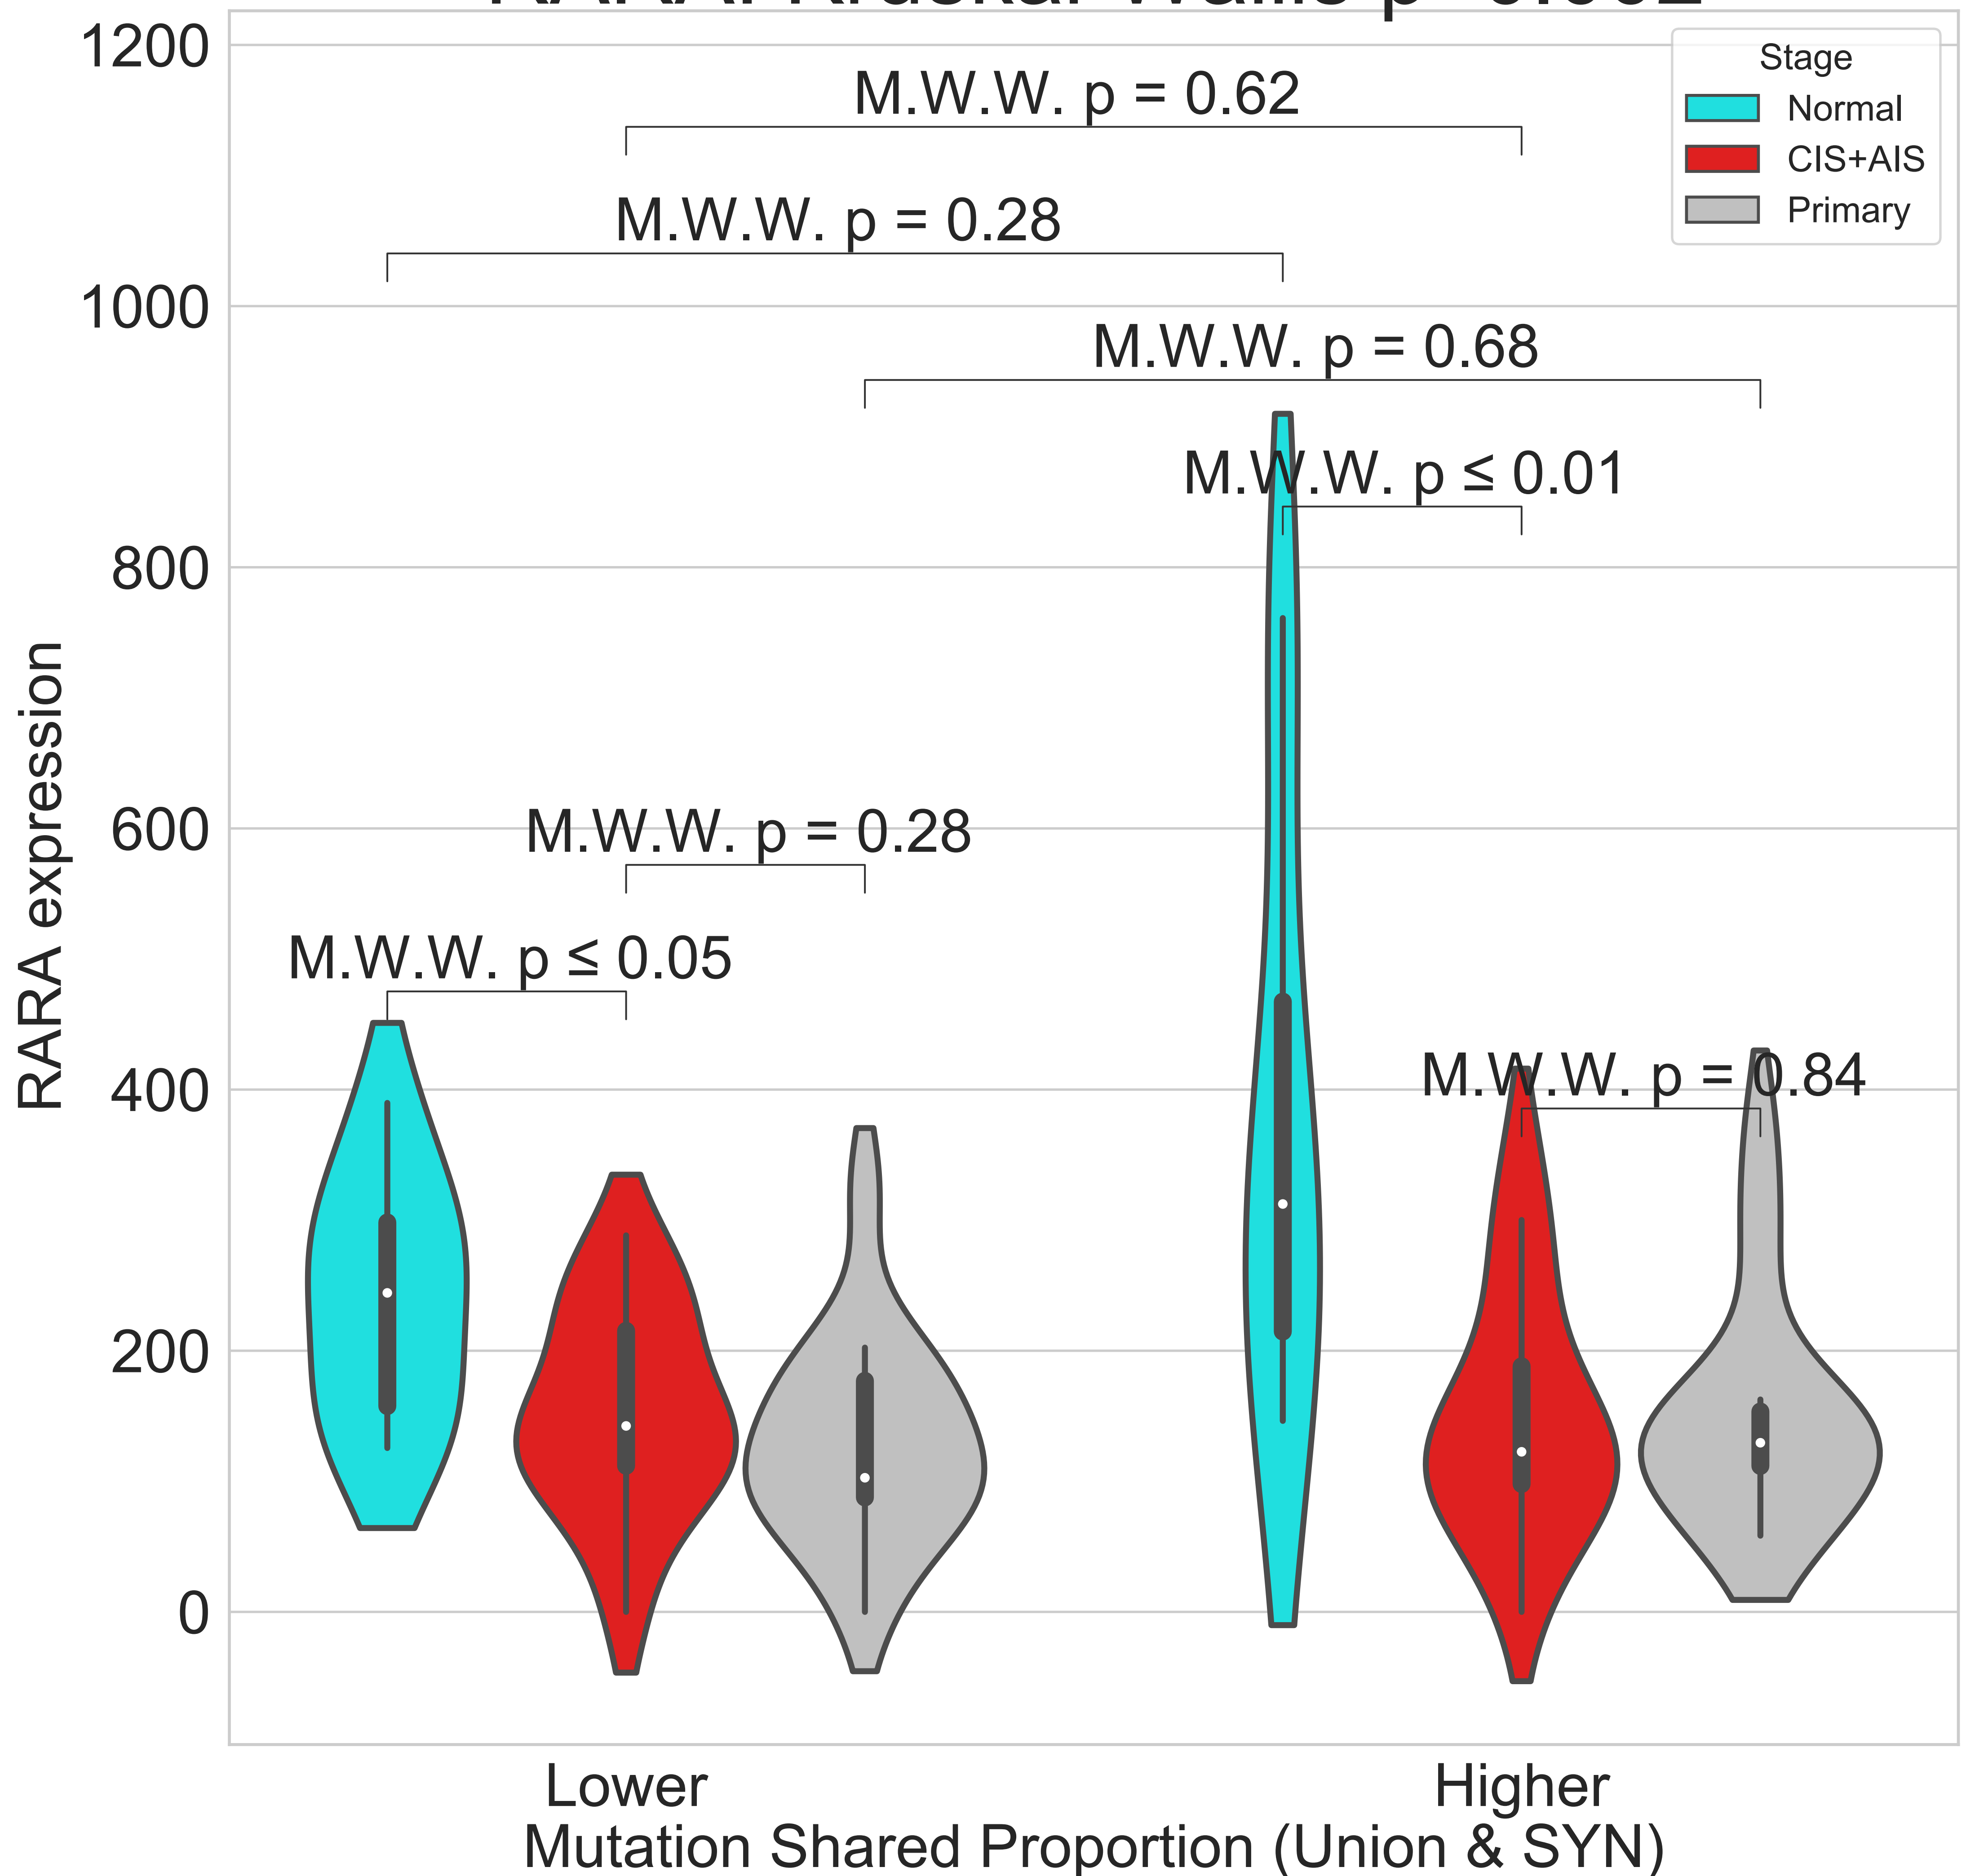 1200
1000
800
600
400
200
0
RARA expression
Stage
Normal
CIS+AIS
Primary
M.W.W. p = 0.62
M.W.W. p = 0.28
M.W.W. p = 0.68
M.W.W. p ≤ 0.01
M.W.W. p = 0.28
M.W.W. p ≤ 0.05
M.W.W. p = 0.84
Lower
Higher
Mutation Shared Proportion (Union & SYN)